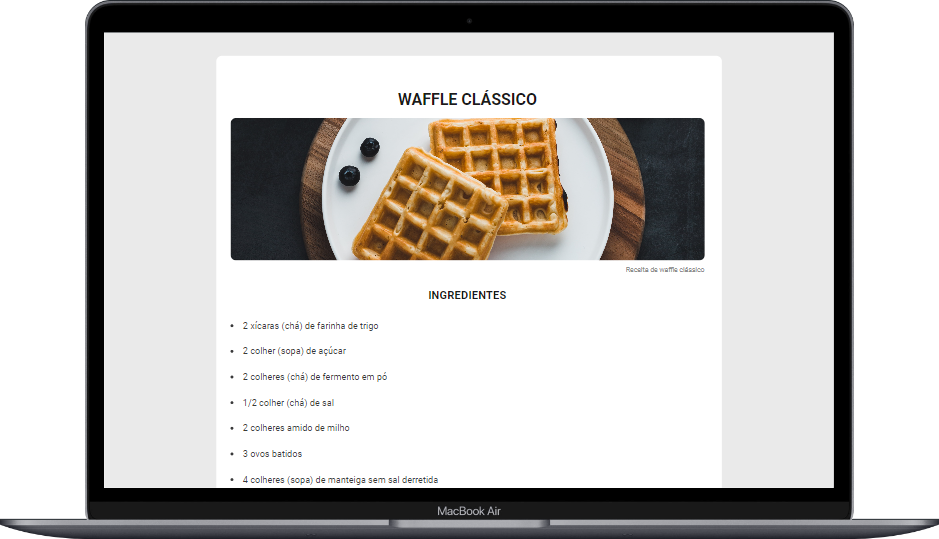 WAFFLE CLÁSSICO
Receita de waffle clássico
INGREDIENTES
• 2 xícaras (chá) de farinha de trigo
• 2 colher (sopa) de açúcar
• 2 colheres (chá) de fermento em pó
• 1/2 colher (chá) de sal
• 2 colheres amido de milho
• 3 ovos batidos
• 4 colheres (sopa) de manteiga sem sal derretida
MacBook Air